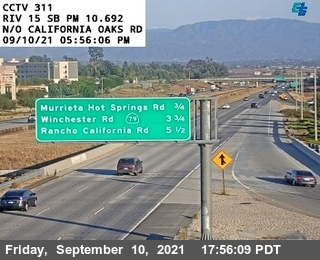 CCTV 311
RIV 15 SB PM 10.692
N/O CALIFORNIA OAKS RD
09/10/21 05:56:06 PM
Murrieta Hot Springs Rd 3/4
Winchester Rd 79 3 3/4
Rancho California Rd 5 1/2
Friday, September 10, 2021 17:56:09 PDT